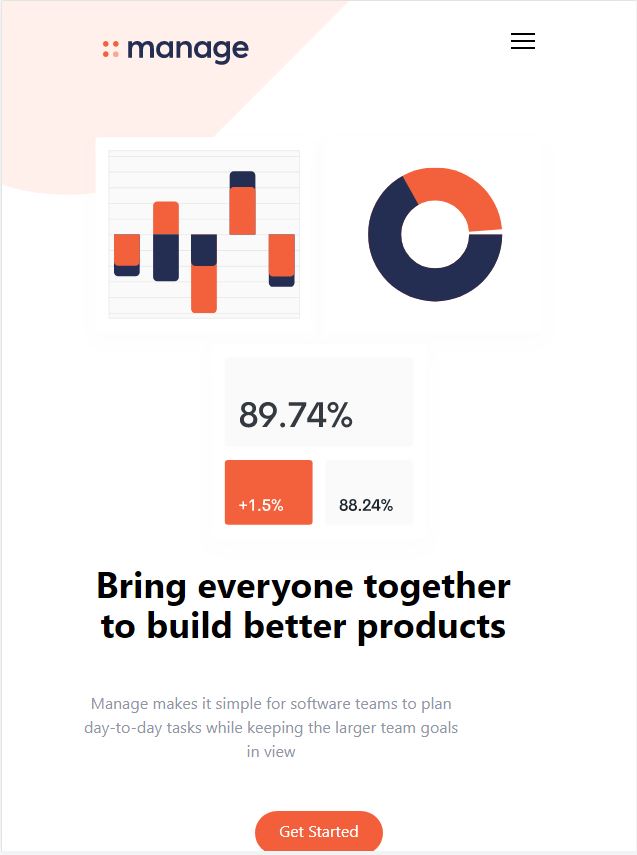 manage
89.74%
+1.5%
88.24%
Bring everyone together
to build better products
Manage makes it simple for software teams to plan
day-to-day tasks while keeping the larger team goals
in view
Get Started